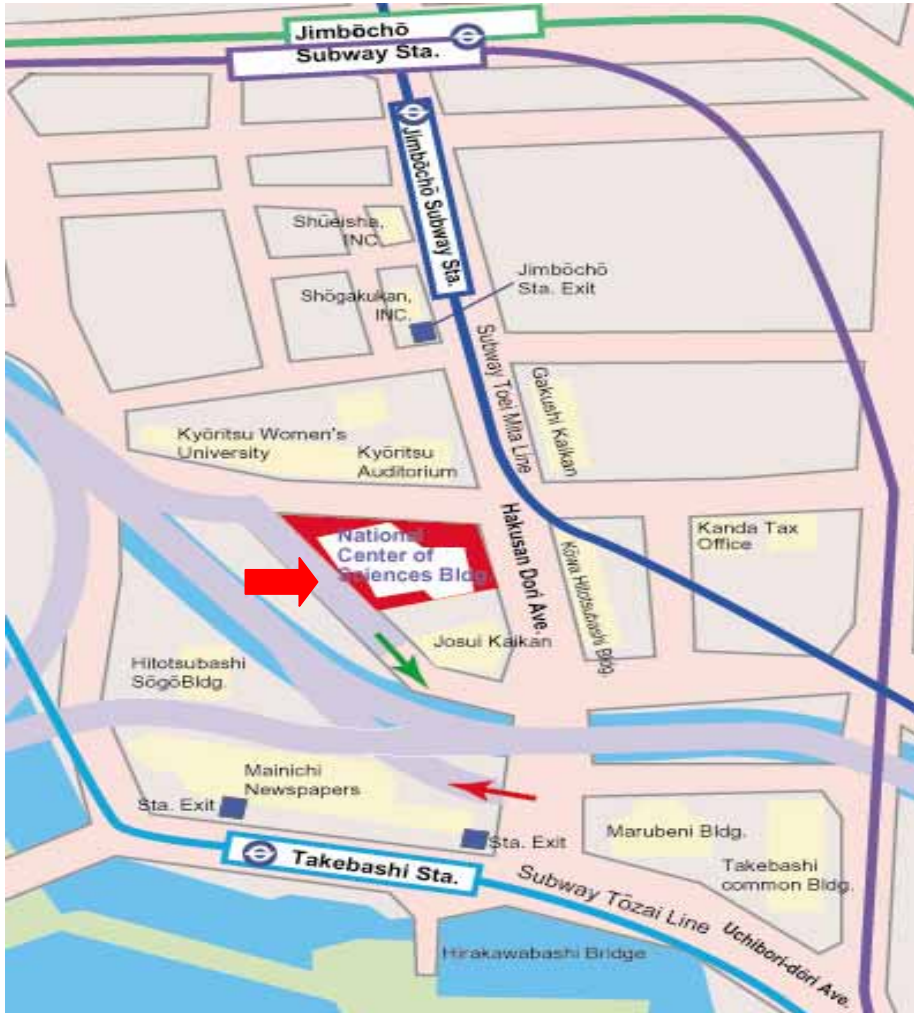 Jimbōchō
Subway Sta.
Jimbōchō Subway Sta.
Shūeisha,
INC.
Jimbōchō
Sta. Exit
Shōgakukan,
INC.
Subway Toei Mita Line
Gakushi Kaikan
Kyōritsu Women's
University
Kyōritsu
Auditorium
Hakusan Dori Ave.
National
Center of
Sciences Bldg.
Kanda Tax
Office
Kōwa Hitotsubashi Bldg.
Josui Kaikan
Hitotsubashi
SōgōBldg.
Mainichi
Newspapers
Sta. Exit
Sta. Exit
Marubeni Bldg.
Takebashi
common Bldg.
Takebashi Sta.
Subway Tōzai Line
Uchibori-dōri Ave.
Hirakawabashi Bridge